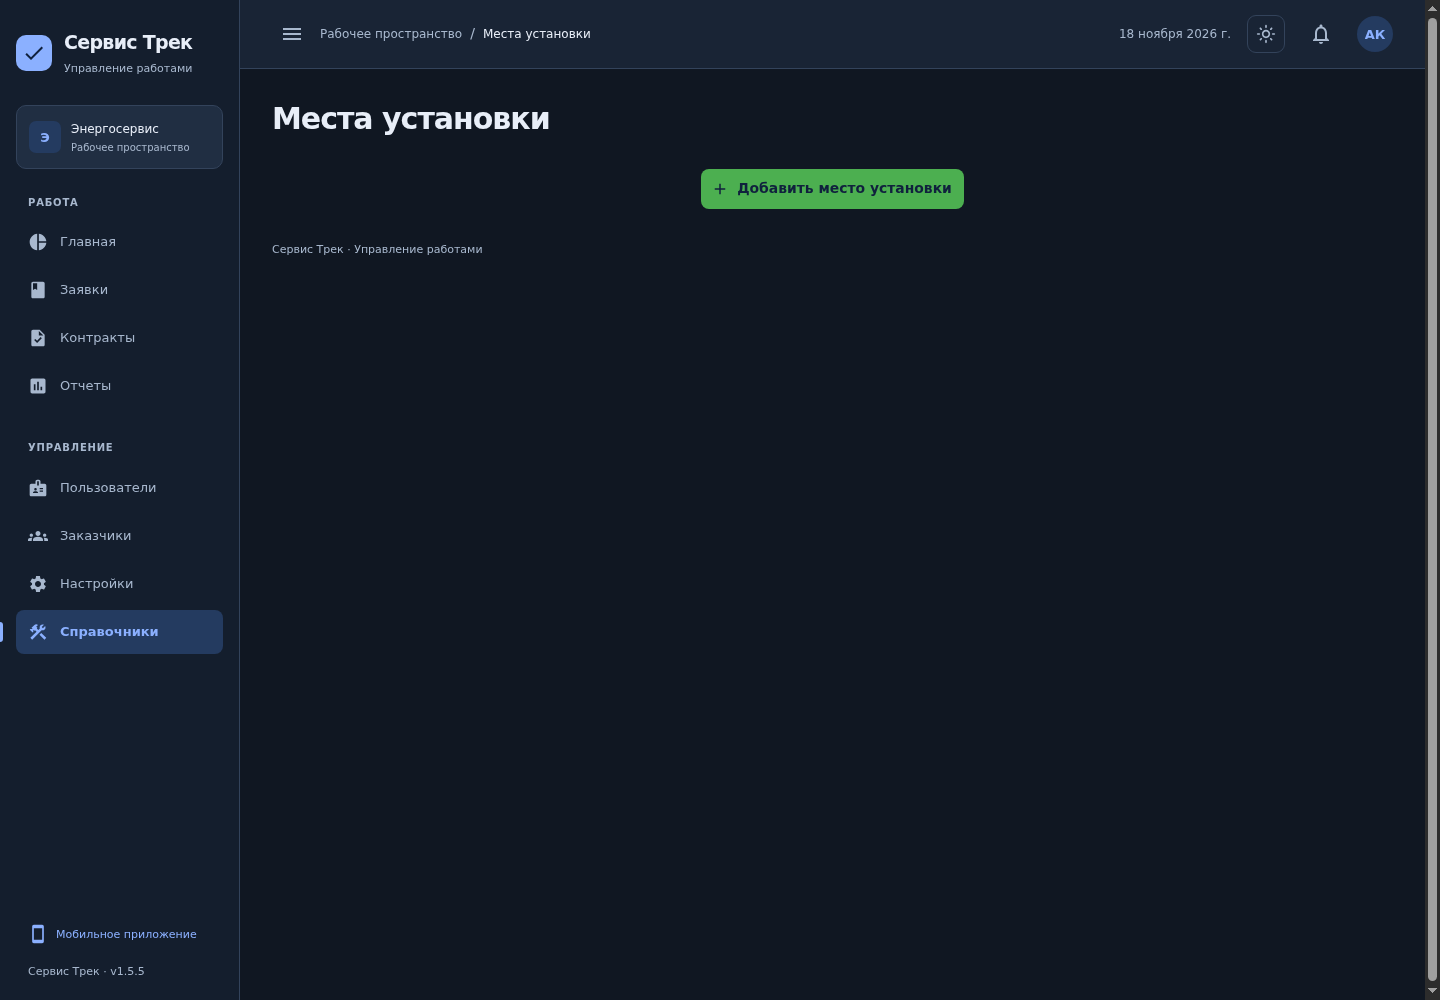 Сервис Трек
Управление работами
Э
Энергосервис
Рабочее пространство
РАБОТА
Главная
Заявки
Контракты
Отчеты
УПРАВЛЕНИЕ
Пользователи
Заказчики
Настройки
Справочники
Мобильное приложение
Сервис Трек · v1.5.5
Рабочее пространство / Места установки
18 ноября 2026 г.
АК
Места установки
Добавить место установки
Сервис Трек · Управление работами